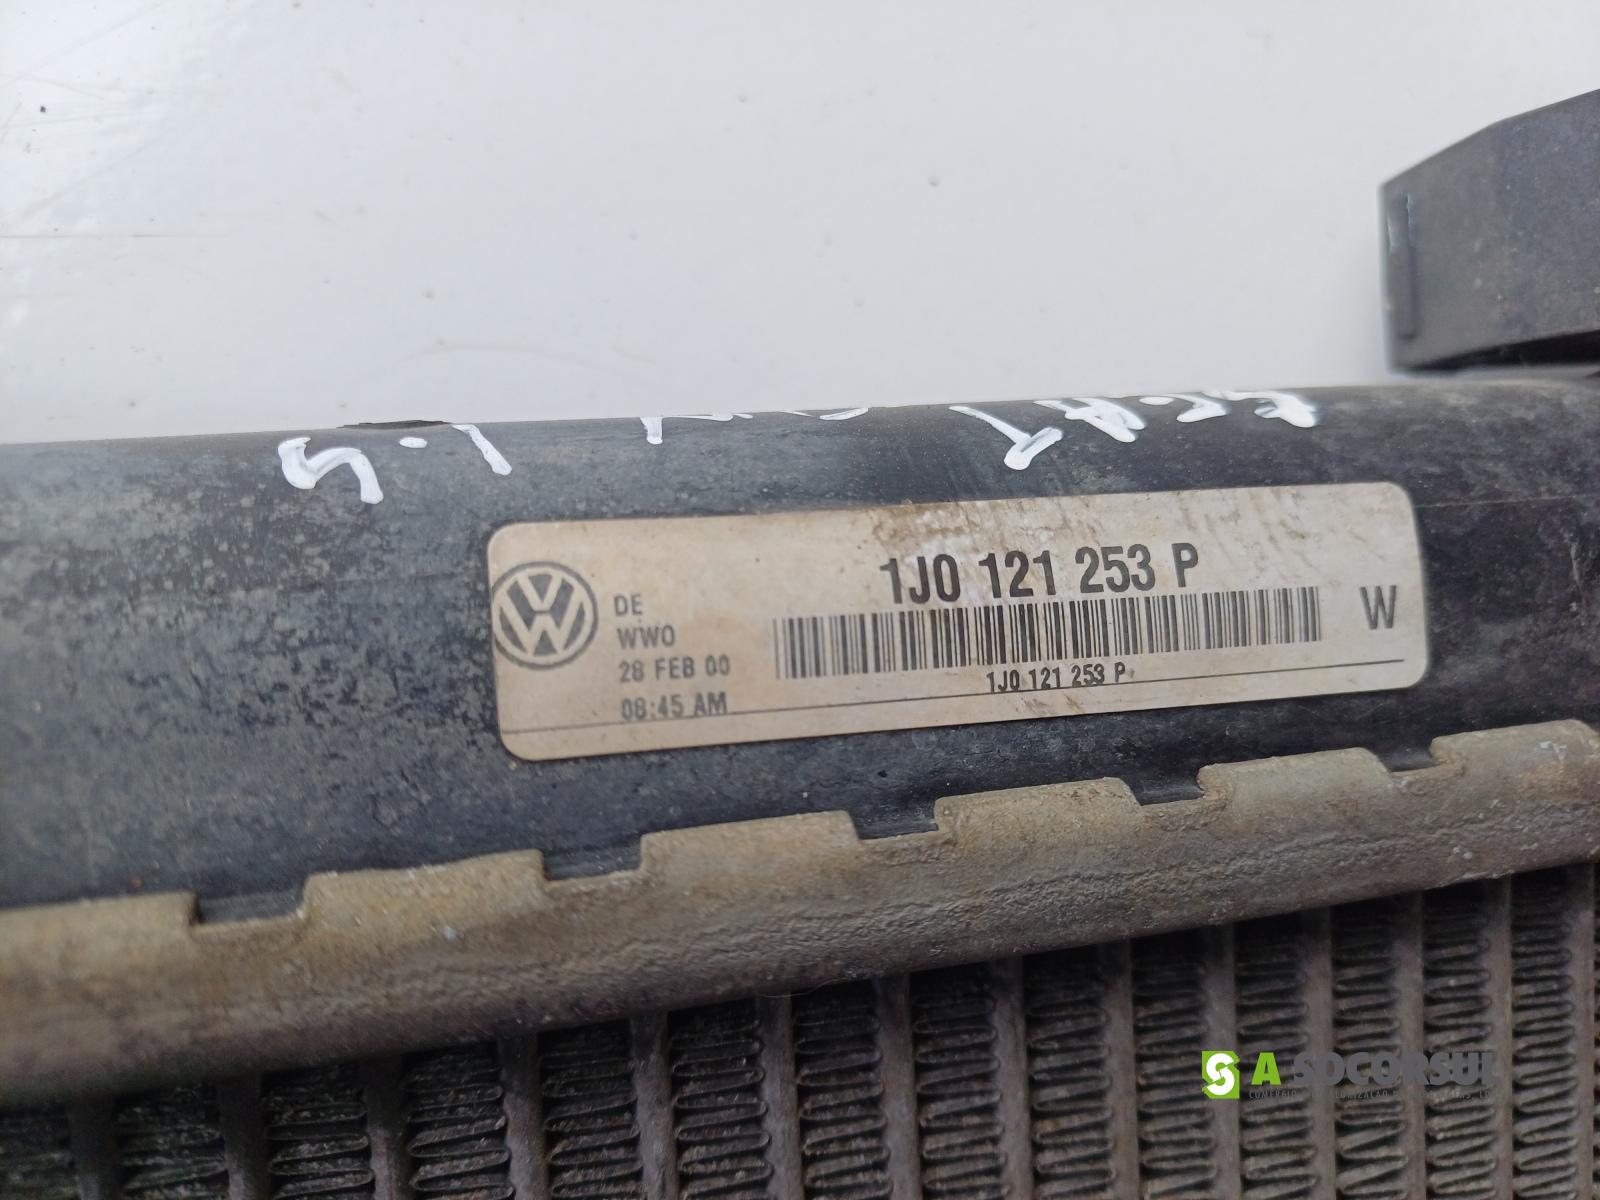 1J0 121 253 P
DE
WWO
28 FEB 00
08:45 AM
W
1J0 121 253 P
A SOCORSUL